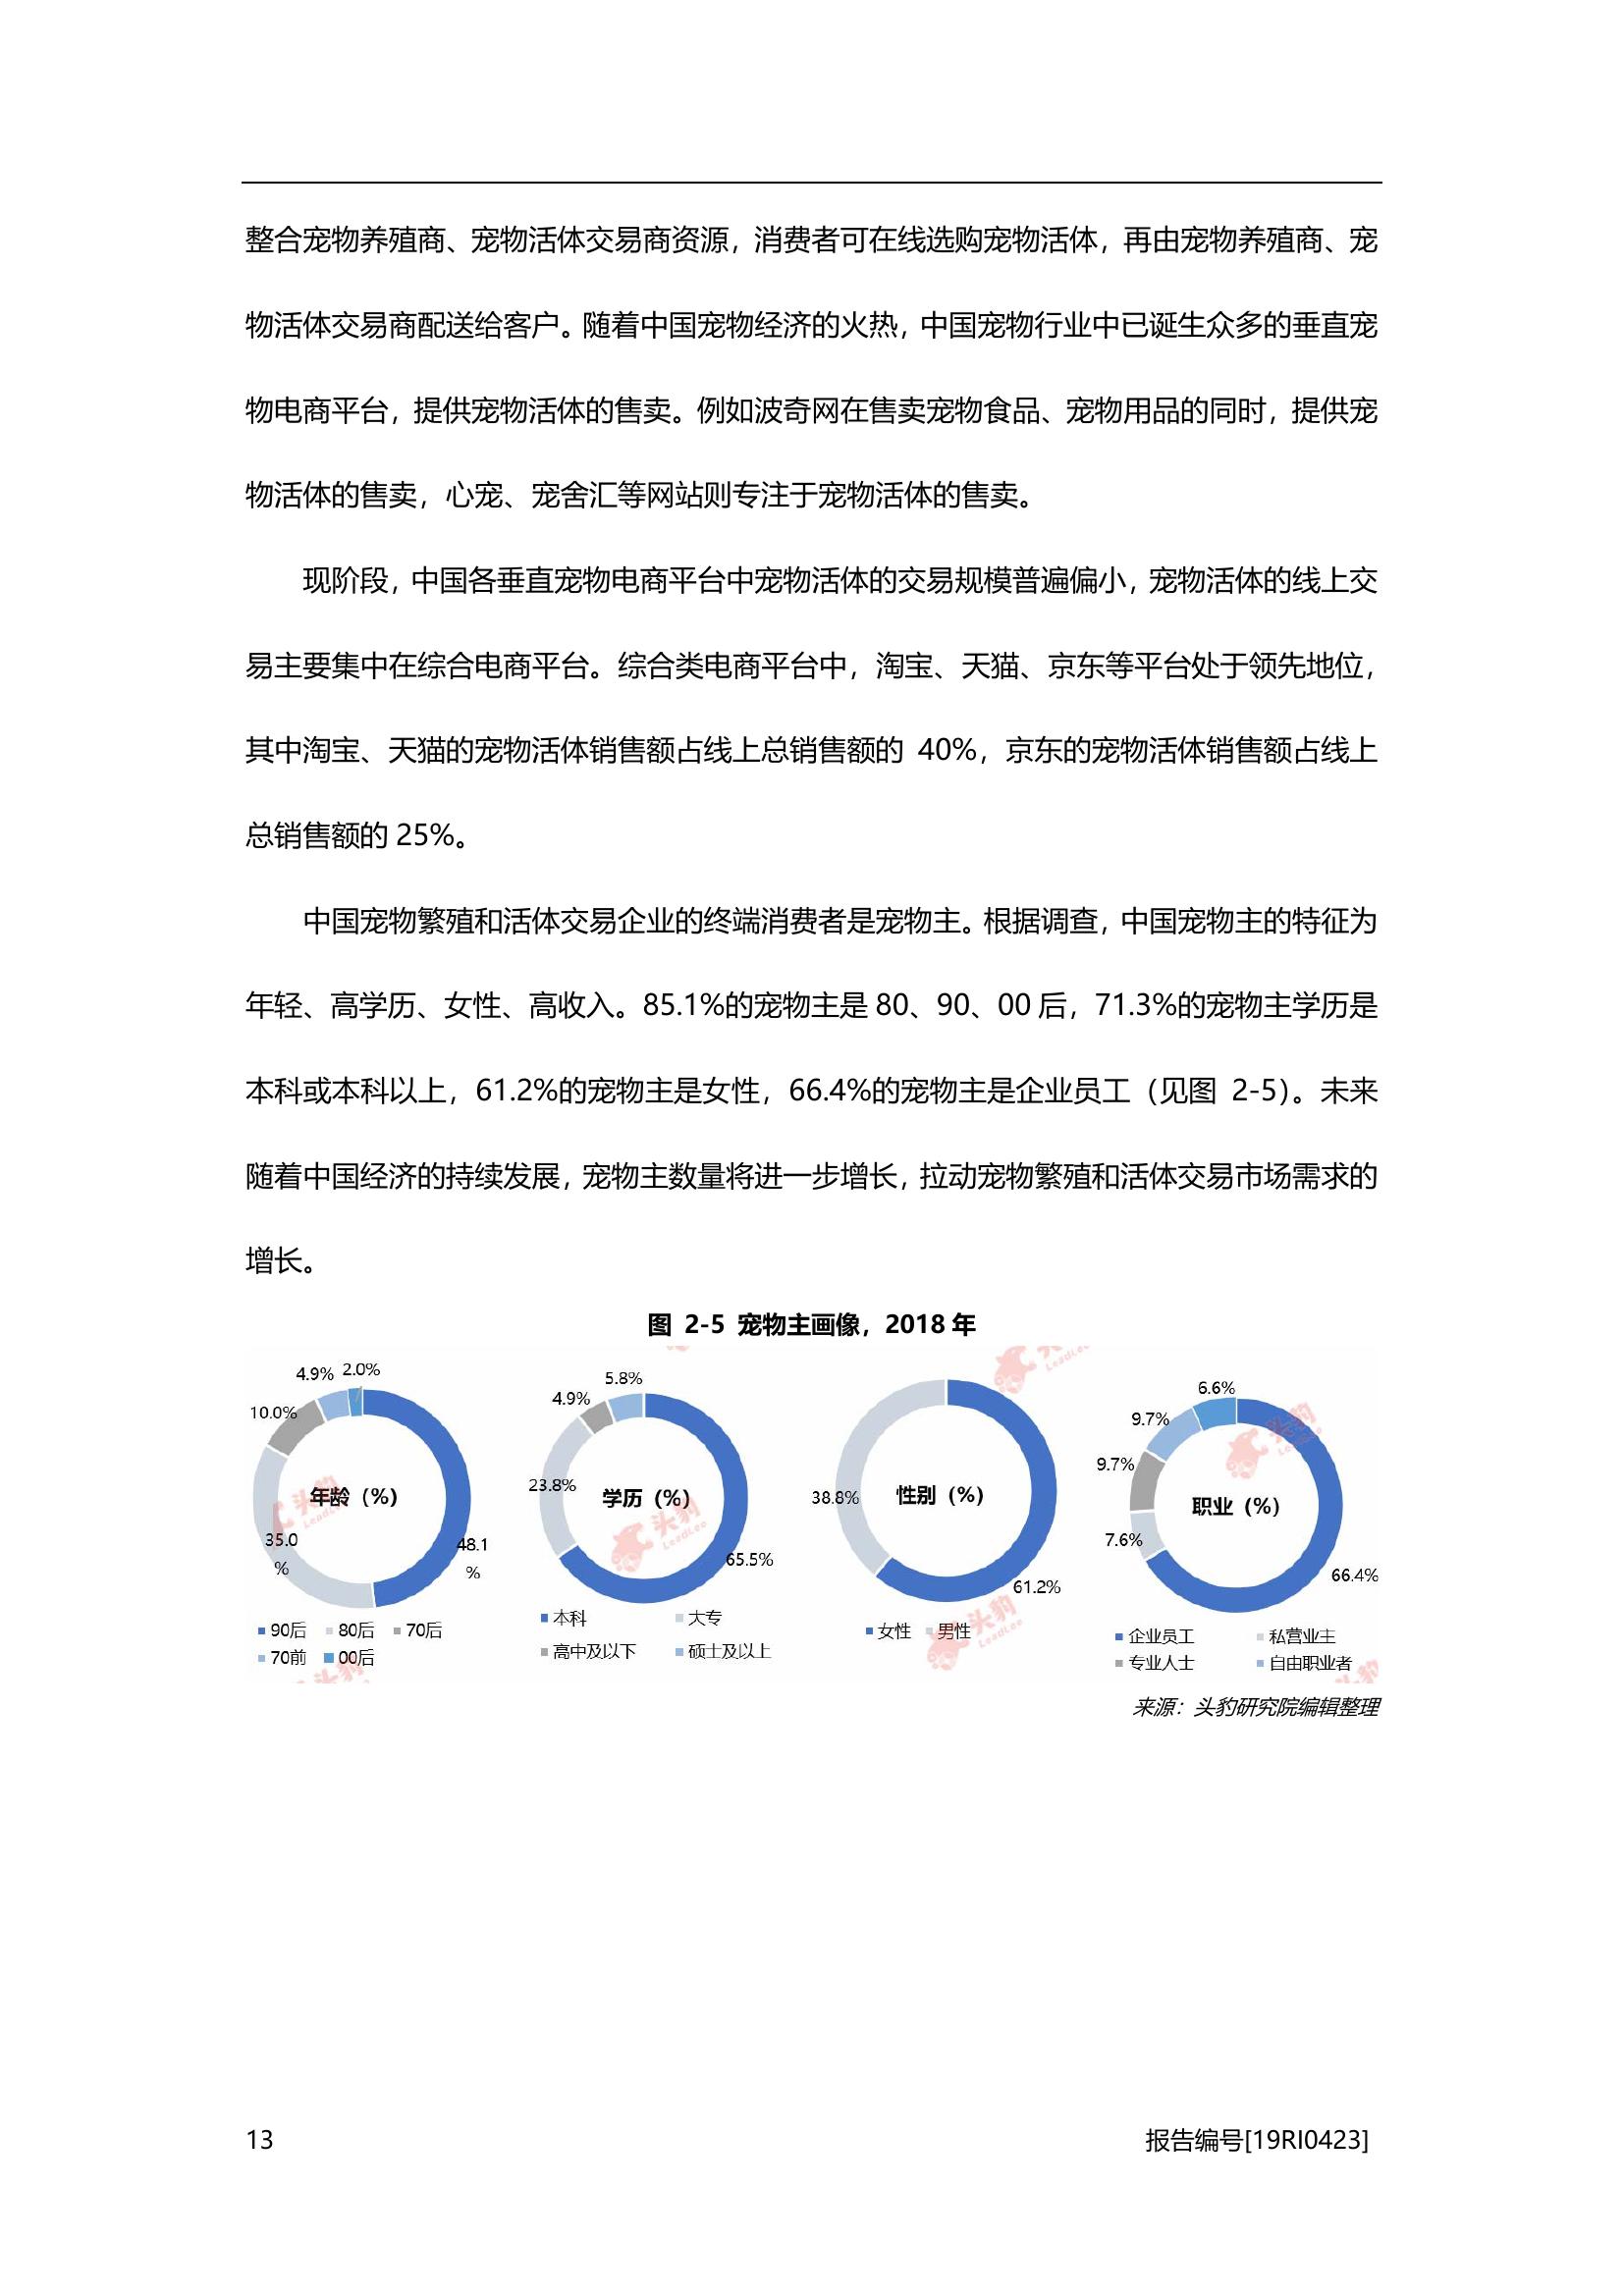 整合宠物养殖商、宠物活体交易商资源，消费者可在线选购宠物活体，再由宠物养殖商、宠
物活体交易商配送给客户。随着中国宠物经济的火热，中国宠物行业中已诞生众多的垂直宠
物电商平台，提供宠物活体的售卖。例如波奇网在售卖宠物食品、宠物用品的同时，提供宠
物活体的售卖，心宠、宠舍汇等网站则专注于宠物活体的售卖。
现阶段，中国各垂直宠物电商平台中宠物活体的交易规模普遍偏小，宠物活体的线上交
易主要集中在综合电商平台。综合类电商平台中，淘宝、天猫、京东等平台处于领先地位，
其中淘宝、天猫的宠物活体销售额占线上总销售额的 40%，京东的宠物活体销售额占线上
总销售额的 25%。
中国宠物繁殖和活体交易企业的终端消费者是宠物主。根据调查，中国宠物主的特征为
年轻、高学历、女性、高收入。85.1%的宠物主是 80、90、00 后，71.3%的宠物主学历是
本科或本科以上，61.2%的宠物主是女性，66.4%的宠物主是企业员工（见图 2-5）。未来
随着中国经济的持续发展，宠物主数量将进一步增长，拉动宠物繁殖和活体交易市场需求的
增长。
图 2-5 宠物主画像，2018 年
4.9% 2.0%
10.0%
年龄（%）
35.0
%
48.1
%
90后 80后 70后
70前 00后
5.8%
4.9%
23.8%
学历（%）
65.5%
本科 大专
高中及以下 硕士及以上
38.8%
性别（%）
61.2%
女性 男性
6.6%
9.7%
9.7%
职业（%）
7.6%
66.4%
企业员工 私营业主
专业人士 自由职业者
头豹
LeadLeo
头豹
LeadLeo
头豹
LeadLeo
头豹
LeadLeo
来源：头豹研究院编辑整理
13 报告编号[19RI0423]